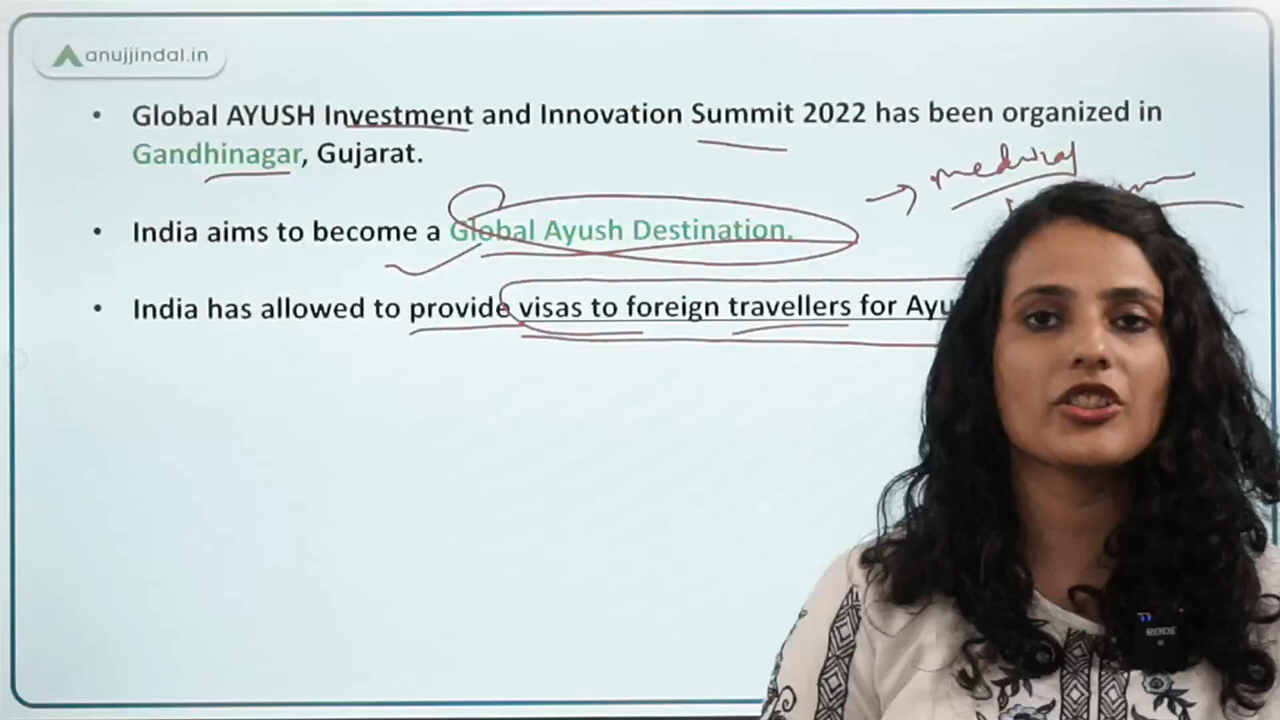 anujjindal.in
• Global AYUSH Investment and Innovation Summit 2022 has been organized in
Gandhinagar, Gujarat.
medical
• India aims to become a Global Ayush Destination.
• India has allowed to provide visas to foreign travellers for Ayu
RØDE